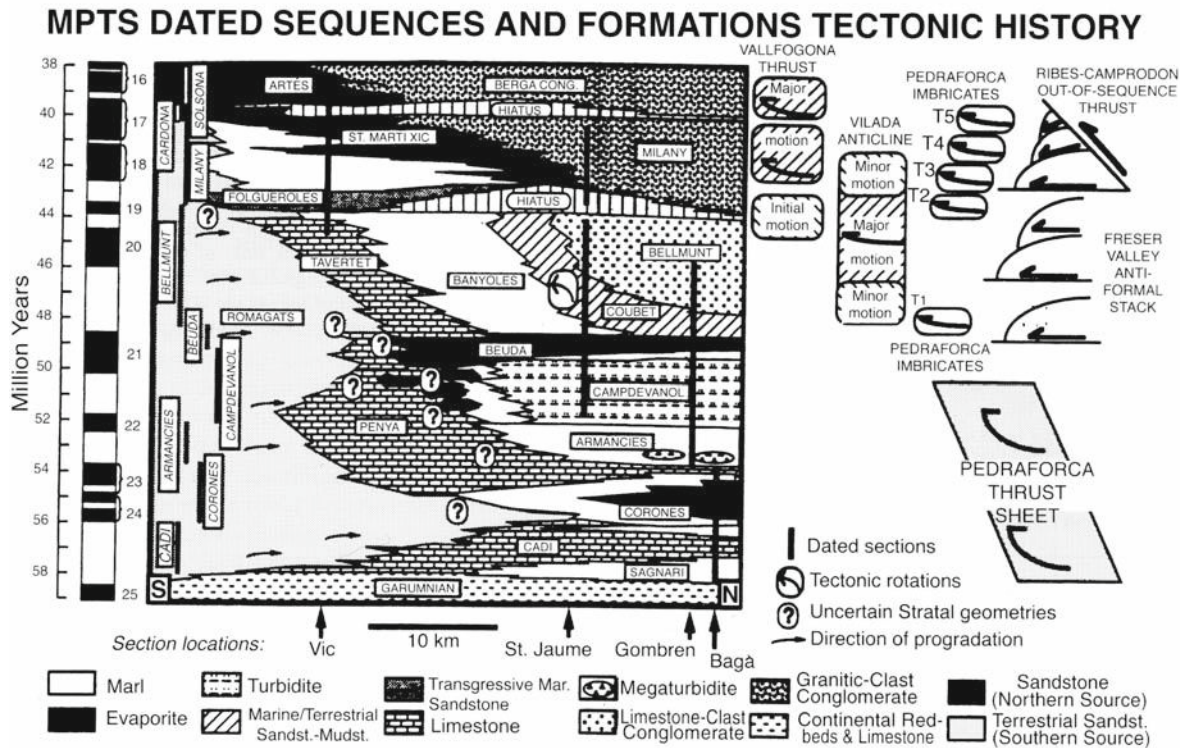 MPTS DATED SEQUENCES AND FORMATIONS TECTONIC HISTORY
Million Years
38
40
42
44
46
48
50
52
54
56
58
16
17
18
19
20
21
22
23
24
25
CARDONA
SOLSONA
MILANY
BELLMUNT
BEUDA
CAMPDEVANOL
ARMANCIES
CORONES
CADI
ARTÉS
BERGA CONG.
HIATUS
ST. MARTI XIC
MILANY
FOLGUEROLES
HIATUS
?
TAVERTET
BELLMUNT
BANYOLES
ROMAGATS
?
COUBET
?
BEUDA
?
?
CAMPDEVANOL
?
PENYA
ARMANCIES
?
?
CORONES
CADI
SAGNARI
S
GARUMNIAN
N
VALLFOGONA
THRUST
Major
motion
Initial
motion
VILADA
ANTICLINE
Minor
motion
Major
motion
Minor
motion
PEDRAFORCA
IMBRICATES
T5
T4
T3
T2
T1
PEDRAFORCA
IMBRICATES
RIBES-CAMPRODON
OUT-OF-SEQUENCE
THRUST
FRESER
VALLEY
ANTI-
FORMAL
STACK
PEDRAFORCA
THRUST
SHEET
Dated sections
Tectonic rotations
? Uncertain Stratal geometries
Direction of progradation
Section locations:
Vic
10 km
St. Jaume
Gombren
Bagà
Marl
Turbidite
Transgressive Mar.
Sandstone
Megaturbidite
Granitic-Clast
Conglomerate
Sandstone
(Northern Source)
Evaporite
Marine/Terrestrial
Sandst.-Mudst.
Limestone
Limestone-Clast
Conglomerate
Continental Red-
beds & Limestone
Terrestrial Sandst.
(Southern Source)